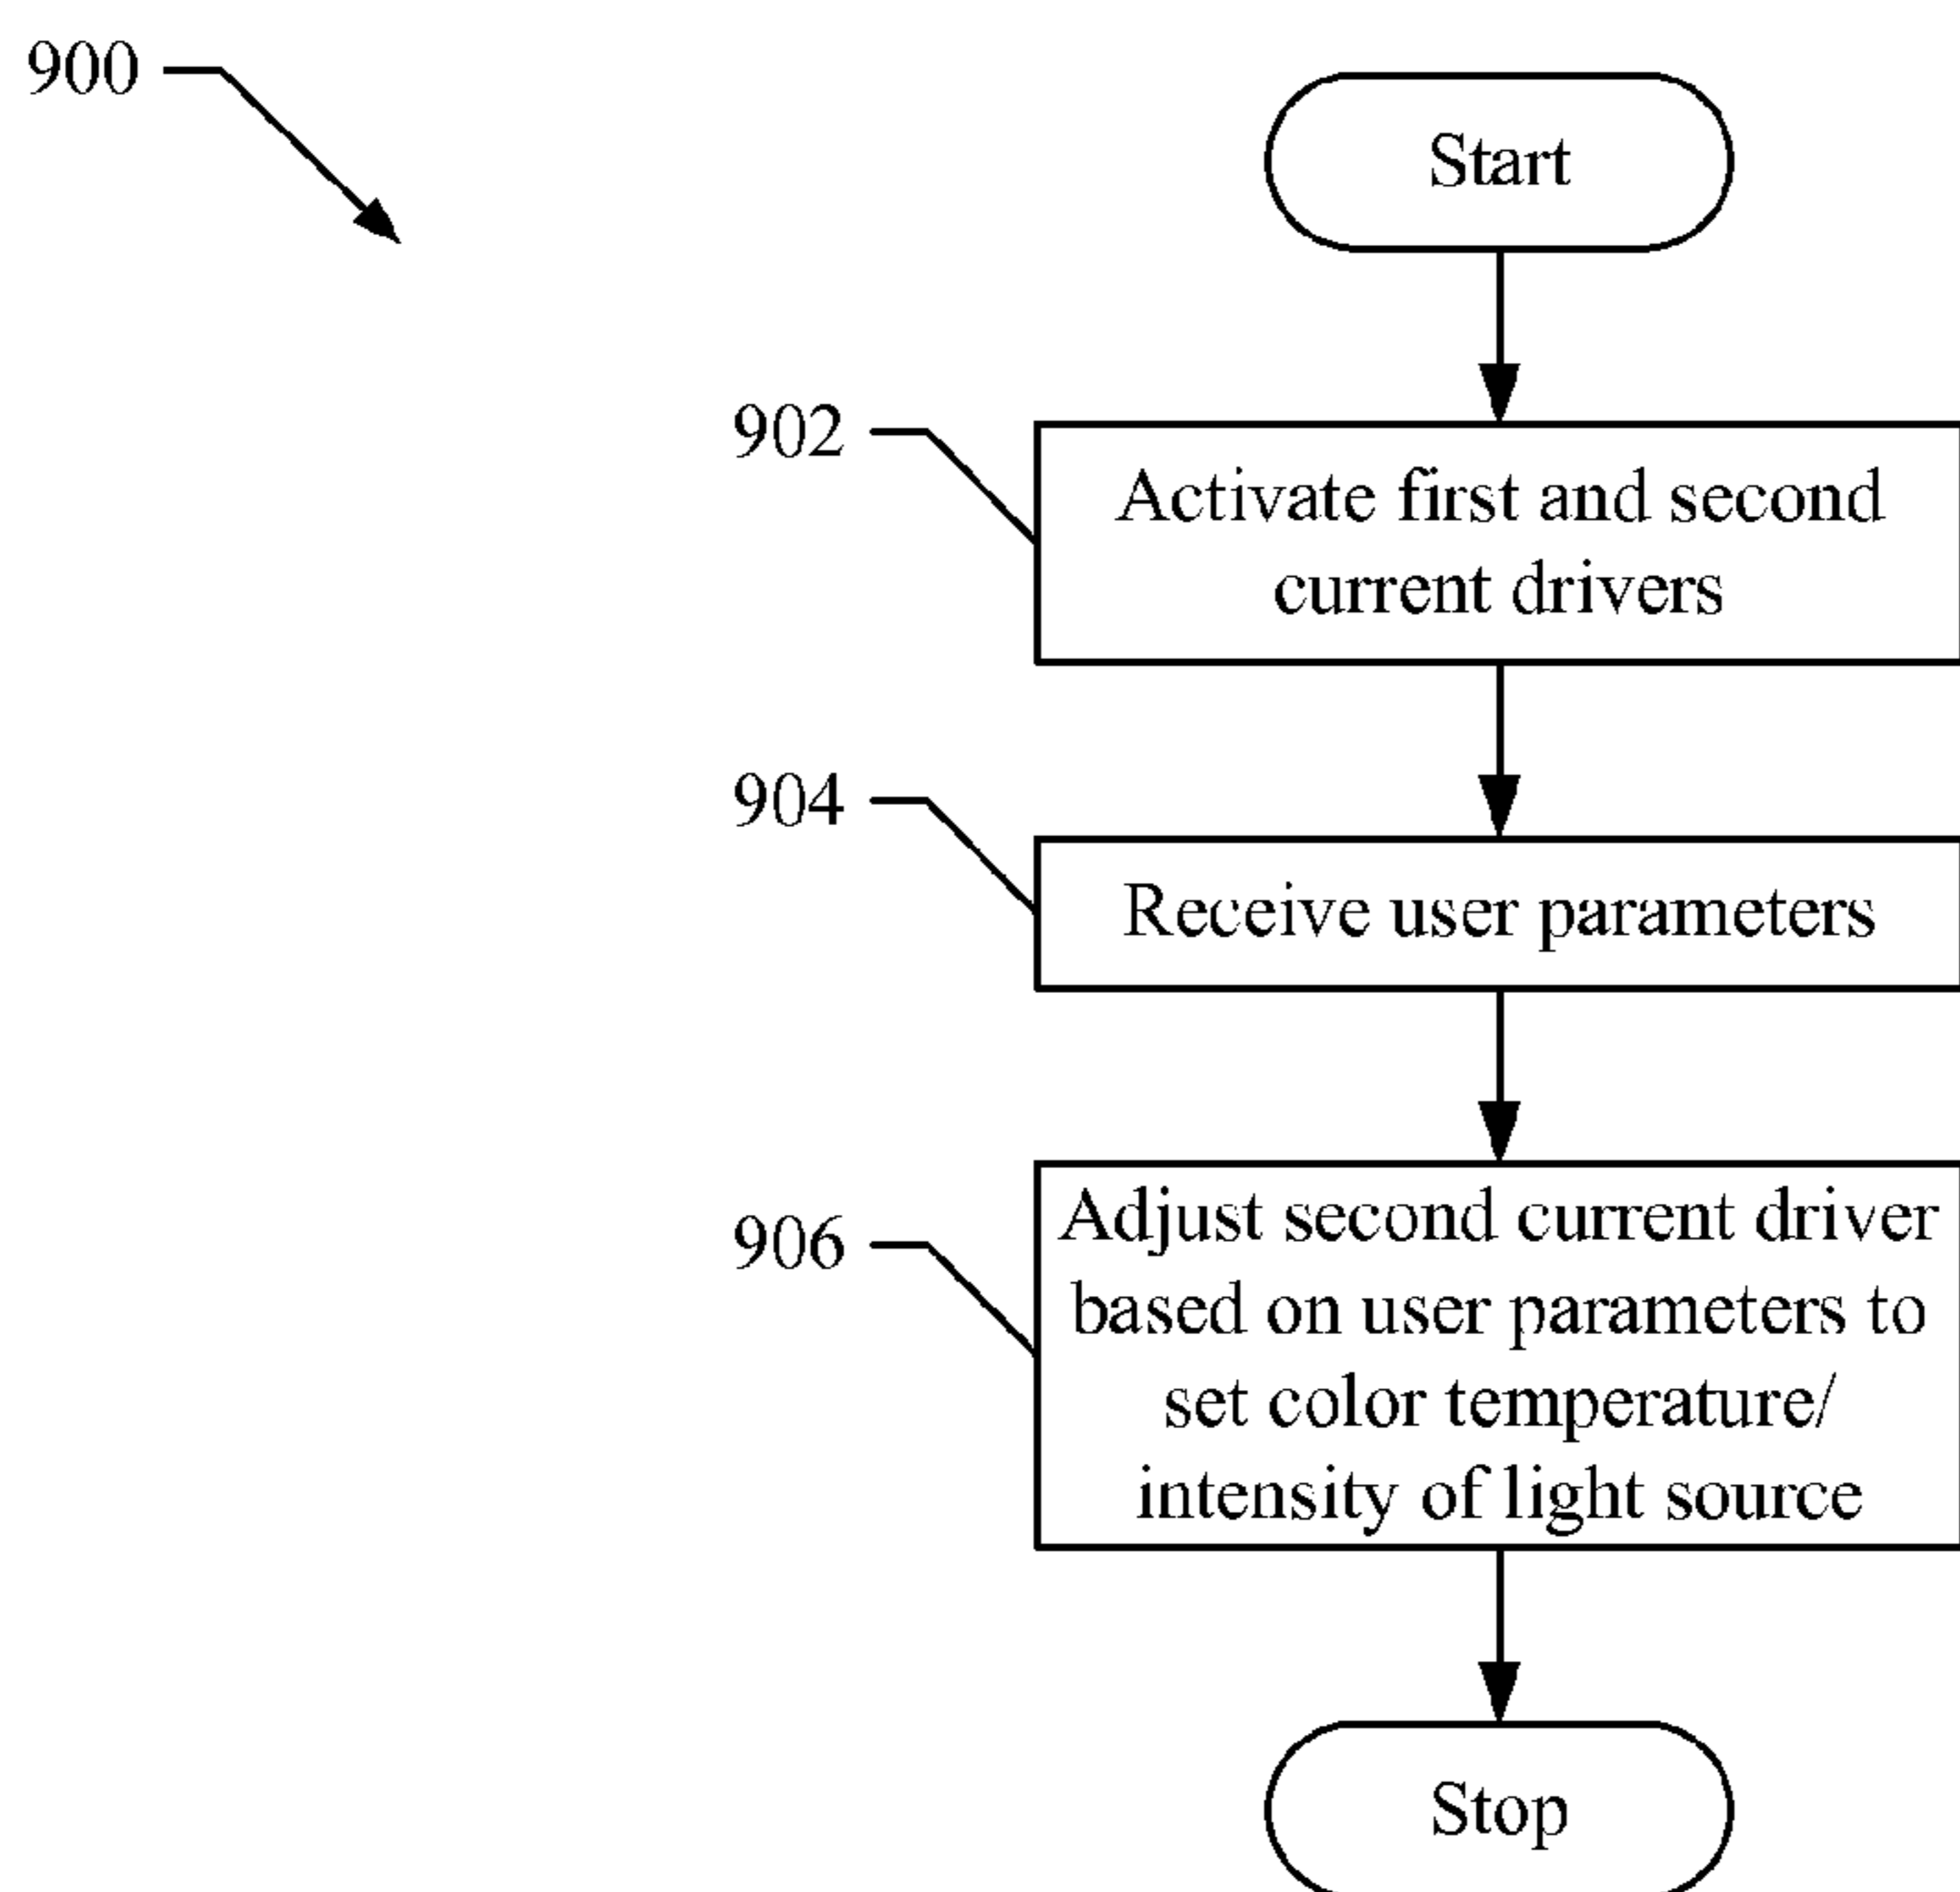 900
Start
902
Activate first and second
current drivers
904
Receive user parameters
906
Adjust second current driver
based on user parameters to
set color temperature/
intensity of light source
Stop